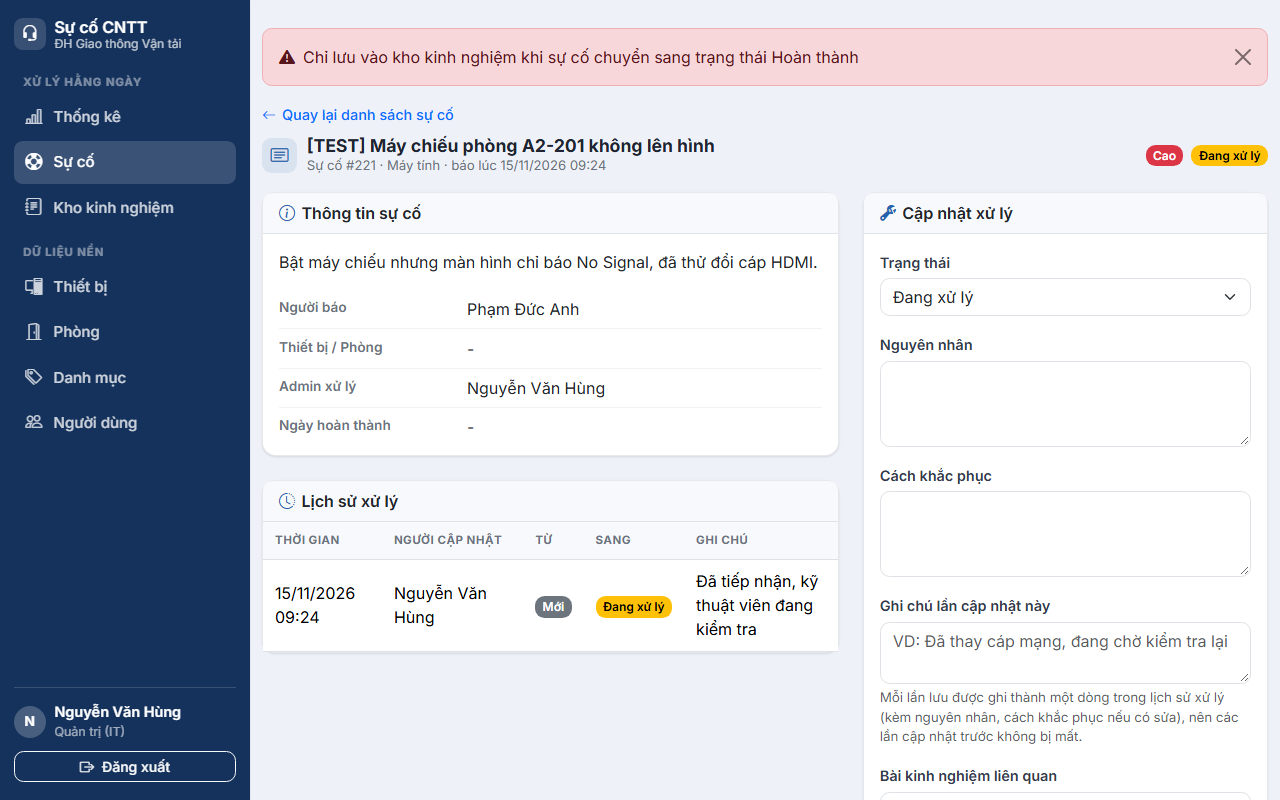 Sự cố CNTT
ĐH Giao thông Vận tải
XỬ LÝ HẰNG NGÀY
Thống kê
Sự cố
Kho kinh nghiệm
DỮ LIỆU NỀN
Thiết bị
Phòng
Danh mục
Người dùng
N
Nguyễn Văn Hùng
Quản trị (IT)
Đăng xuất
Chỉ lưu vào kho kinh nghiệm khi sự cố chuyển sang trạng thái Hoàn thành
← Quay lại danh sách sự cố
[TEST] Máy chiếu phòng A2-201 không lên hình
Sự cố #221 · Máy tính · báo lúc 15/11/2026 09:24
Cao
Đang xử lý
Thông tin sự cố
Bật máy chiếu nhưng màn hình chỉ báo No Signal, đã thử đổi cáp HDMI.
Người báo
Phạm Đức Anh
Thiết bị / Phòng
-
Admin xử lý
Nguyễn Văn Hùng
Ngày hoàn thành
-
Lịch sử xử lý
THỜI GIAN
NGƯỜI CẬP NHẬT
TỪ
SANG
GHI CHÚ
15/11/2026
09:24
Nguyễn Văn
Hùng
Mới
Đang xử lý
Đã tiếp nhận, kỹ
thuật viên đang
kiểm tra
Cập nhật xử lý
Trạng thái
Đang xử lý
Nguyên nhân
Cách khắc phục
Ghi chú lần cập nhật này
VD: Đã thay cáp mạng, đang chờ kiểm tra lại
Mỗi lần lưu được ghi thành một dòng trong lịch sử xử lý
(kèm nguyên nhân, cách khắc phục nếu có sửa), nên các
lần cập nhật trước không bị mất.
Bài kinh nghiệm liên quan